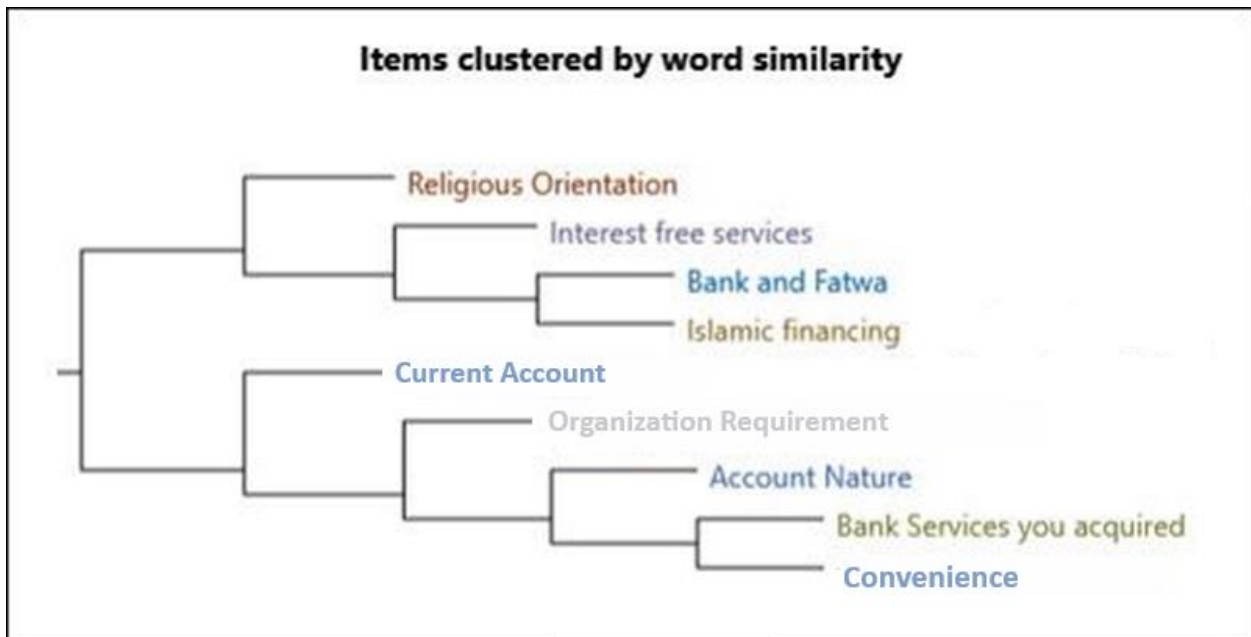 Items clustered by word similarity
Religious Orientation
Interest free services
Bank and Fatwa
Islamic financing
Current Account
Organization Requirement
Account Nature
Bank Services you acquired
Convenience